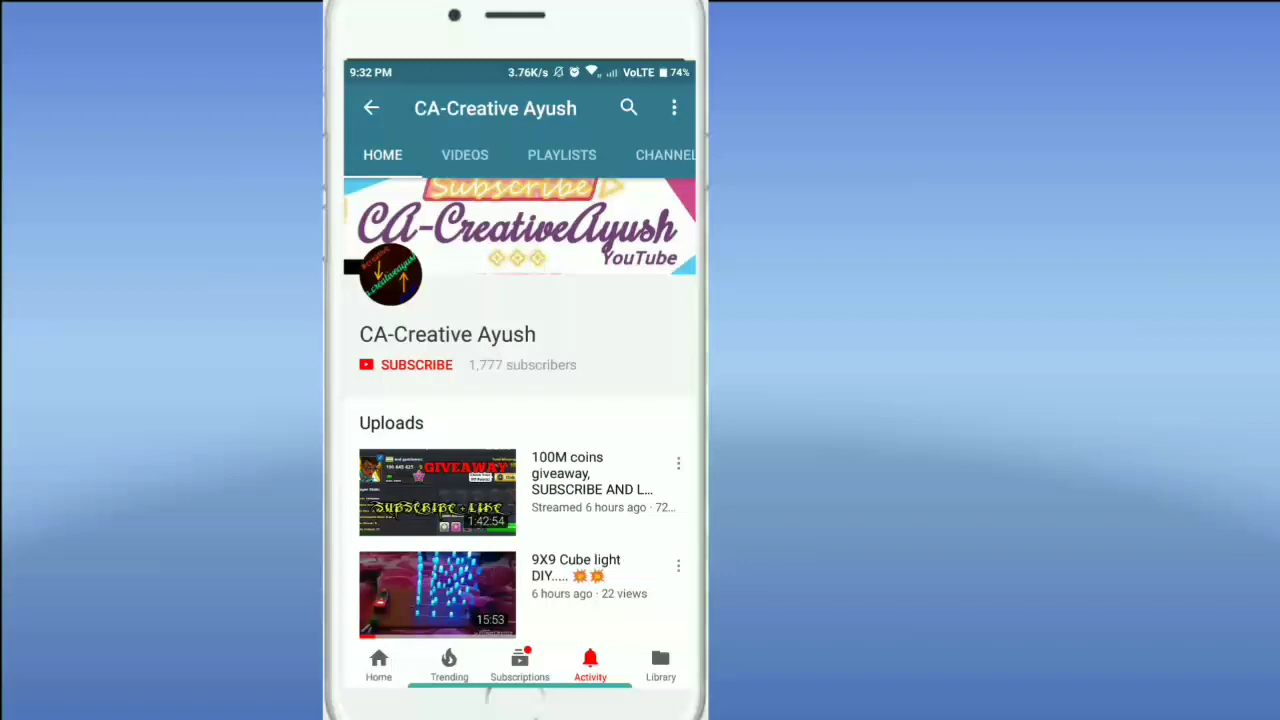 9:32 PM
3.76K/s VoLTE 74%
CA-Creative Ayush
HOME VIDEOS PLAYLISTS CHANNEL
Subscribe
CA-CreativeAyush
YouTube
CA-Creative Ayush
SUBSCRIBE 1,777 subscribers
Uploads
GIVEAWAY
SUBSCRIBE + LIKE
1:42:54
100M coins
giveaway,
SUBSCRIBE AND L...
Streamed 6 hours ago · 72...
15:53
9X9 Cube light
DIY..... 💥💥
6 hours ago · 22 views
Home Trending Subscriptions Activity Library